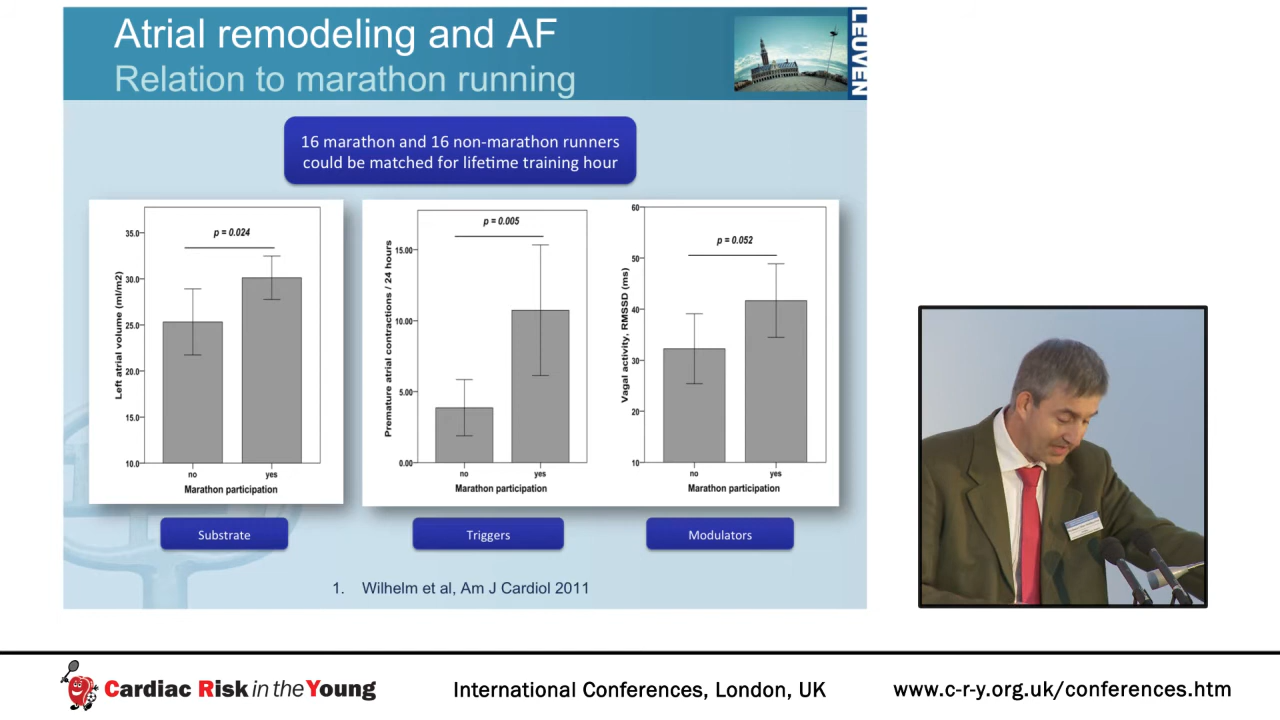 Atrial remodeling and AF
Relation to marathon running
LEUVEN
16 marathon and 16 non-marathon runners
could be matched for lifetime training hour
p = 0.024
35.0
30.0
25.0
20.0
15.0
10.0
Left atrial volume (ml/m2)
no yes
Marathon participation
p = 0.005
15.00
10.00
5.00
0.00
Premature atrial contractions / 24 hours
no yes
Marathon participation
p = 0.052
60
50
40
30
20
10
Vagal activity, RMSSD (ms)
no yes
Marathon participation
Substrate
Triggers
Modulators
1. Wilhelm et al, Am J Cardiol 2011
Cardiac Risk in the Young
International Conferences, London, UK
www.c-r-y.org.uk/conferences.htm